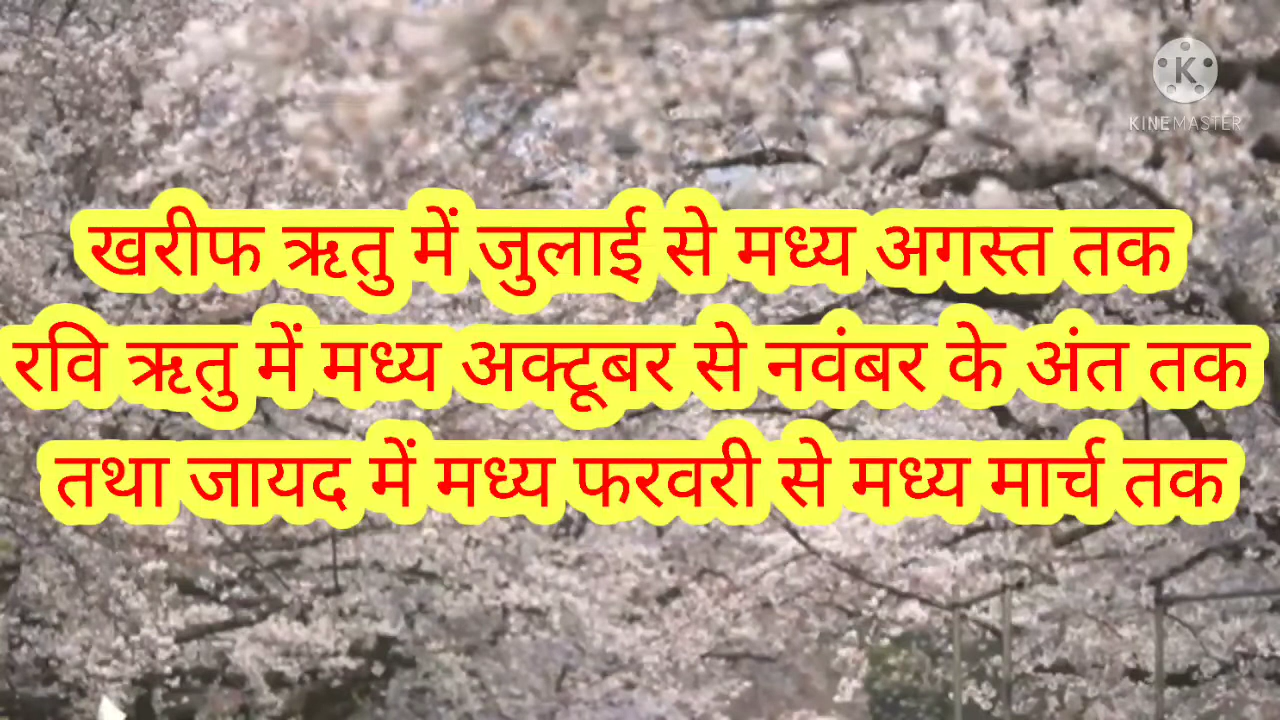 KINEMASTER
खरीफ ऋतु में जुलाई से मध्य अगस्त तक
रवि ऋतु में मध्य अक्टूबर से नवंबर के अंत तक
तथा जायद में मध्य फरवरी से मध्य मार्च तक